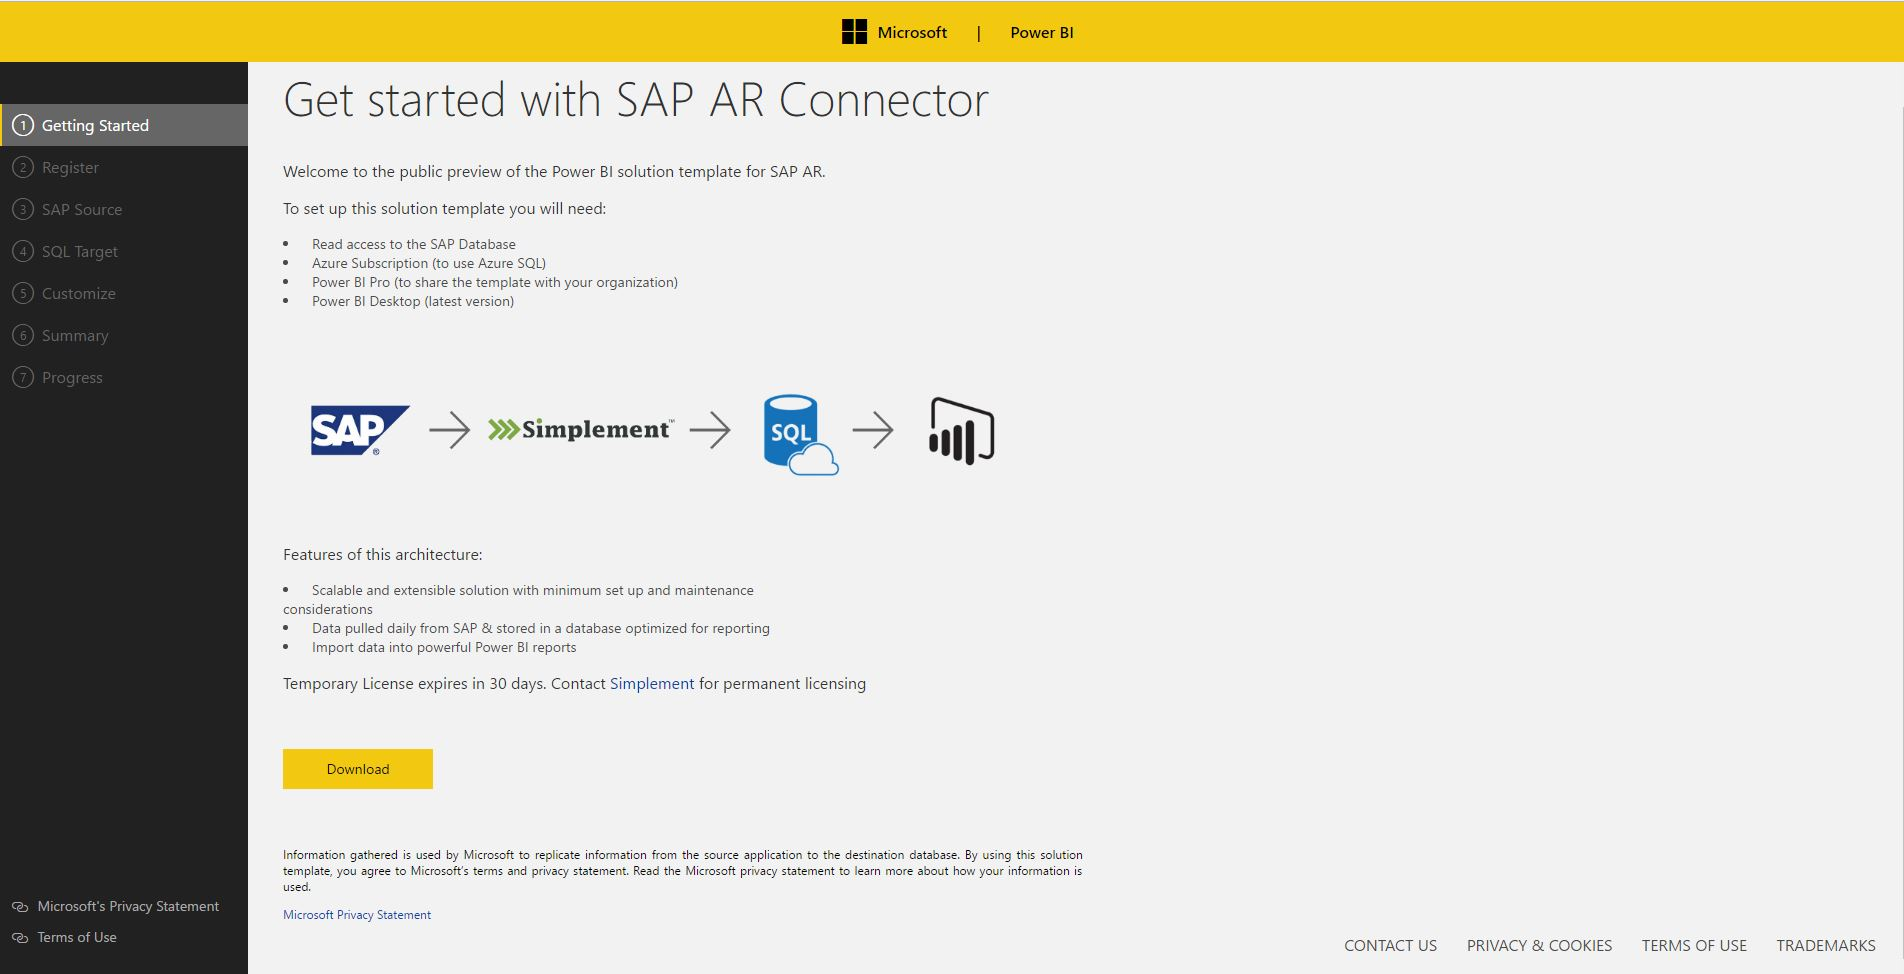 Microsoft | Power BI
1 Getting Started
2 Register
3 SAP Source
4 SQL Target
5 Customize
6 Summary
7 Progress
Microsoft's Privacy Statement
Terms of Use
Get started with SAP AR Connector
Welcome to the public preview of the Power BI solution template for SAP AR.
To set up this solution template you will need:
• Read access to the SAP Database
• Azure Subscription (to use Azure SQL)
• Power BI Pro (to share the template with your organization)
• Power BI Desktop (latest version)
SAP® Simplement™ SQL
Features of this architecture:
• Scalable and extensible solution with minimum set up and maintenance
considerations
• Data pulled daily from SAP & stored in a database optimized for reporting
• Import data into powerful Power BI reports
Temporary License expires in 30 days. Contact Simplement for permanent licensing
Download
Information gathered is used by Microsoft to replicate information from the source application to the destination database. By using this solution
template, you agree to Microsoft's terms and privacy statement. Read the Microsoft privacy statement to learn more about how your information is
used.
Microsoft Privacy Statement
CONTACT US PRIVACY & COOKIES TERMS OF USE TRADEMARKS